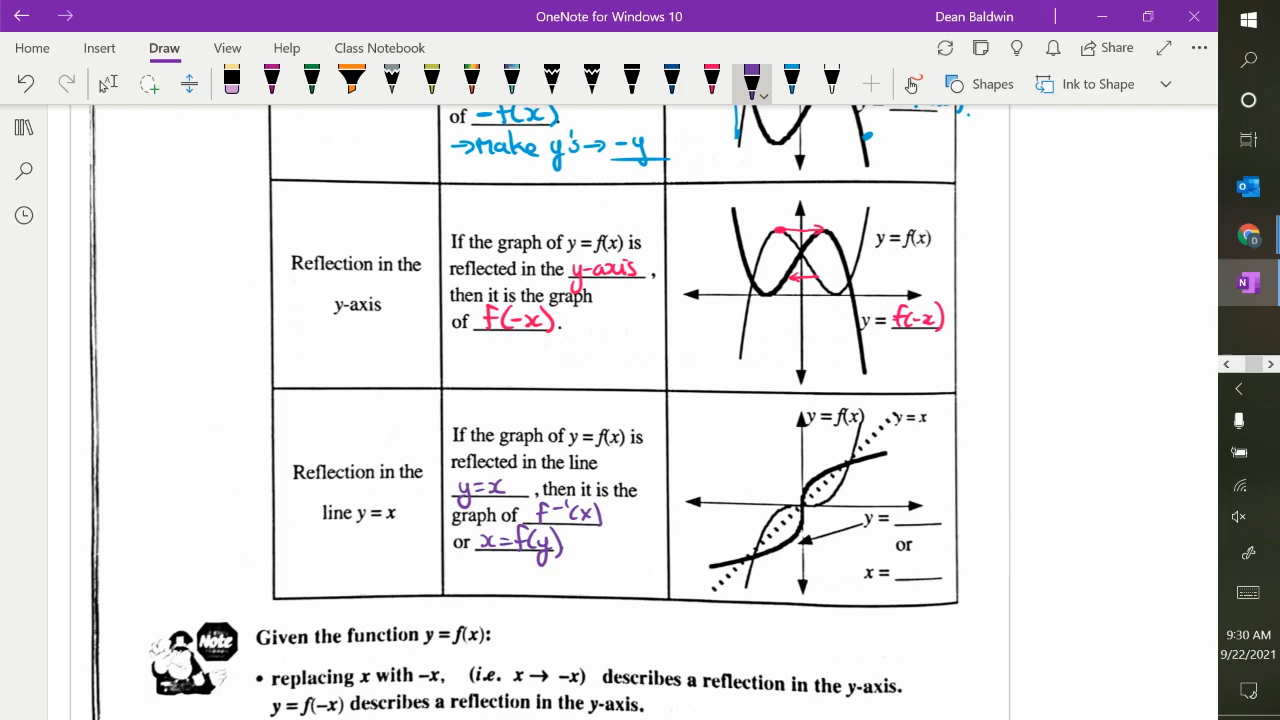 OneNote for Windows 10
Dean Baldwin
Home Insert Draw View Help Class Notebook
Share
Shapes
Ink to Shape
of -f(x).
→Make y's→ -y
Reflection in the
y-axis
If the graph of y = f(x) is
reflected in the y-axis ,
then it is the graph
of f(-x) .
y = f(x)
y = f(-x)
Reflection in the
line y = x
If the graph of y = f(x) is
reflected in the line
y=x , then it is the
graph of f⁻¹(x)
or x=f(y)
y = f(x)
y = x
y = ____
or
x = ____
Note
Given the function y = f(x):
• replacing x with –x, (i.e. x → –x) describes a reflection in the y-axis.
y = f(–x) describes a reflection in the y-axis.
9:30 AM
9/22/2021